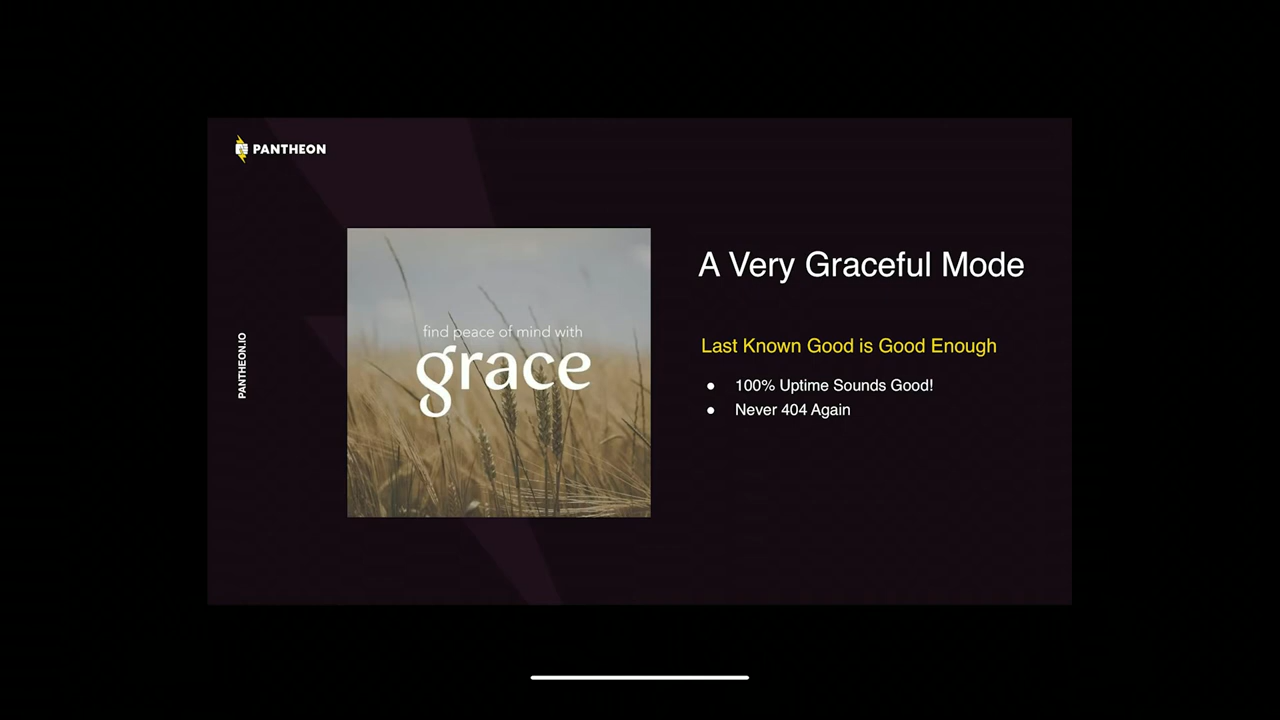 PANTHEON
PANTHEON.IO
find peace of mind with
grace
A Very Graceful Mode
Last Known Good is Good Enough
● 100% Uptime Sounds Good!
● Never 404 Again